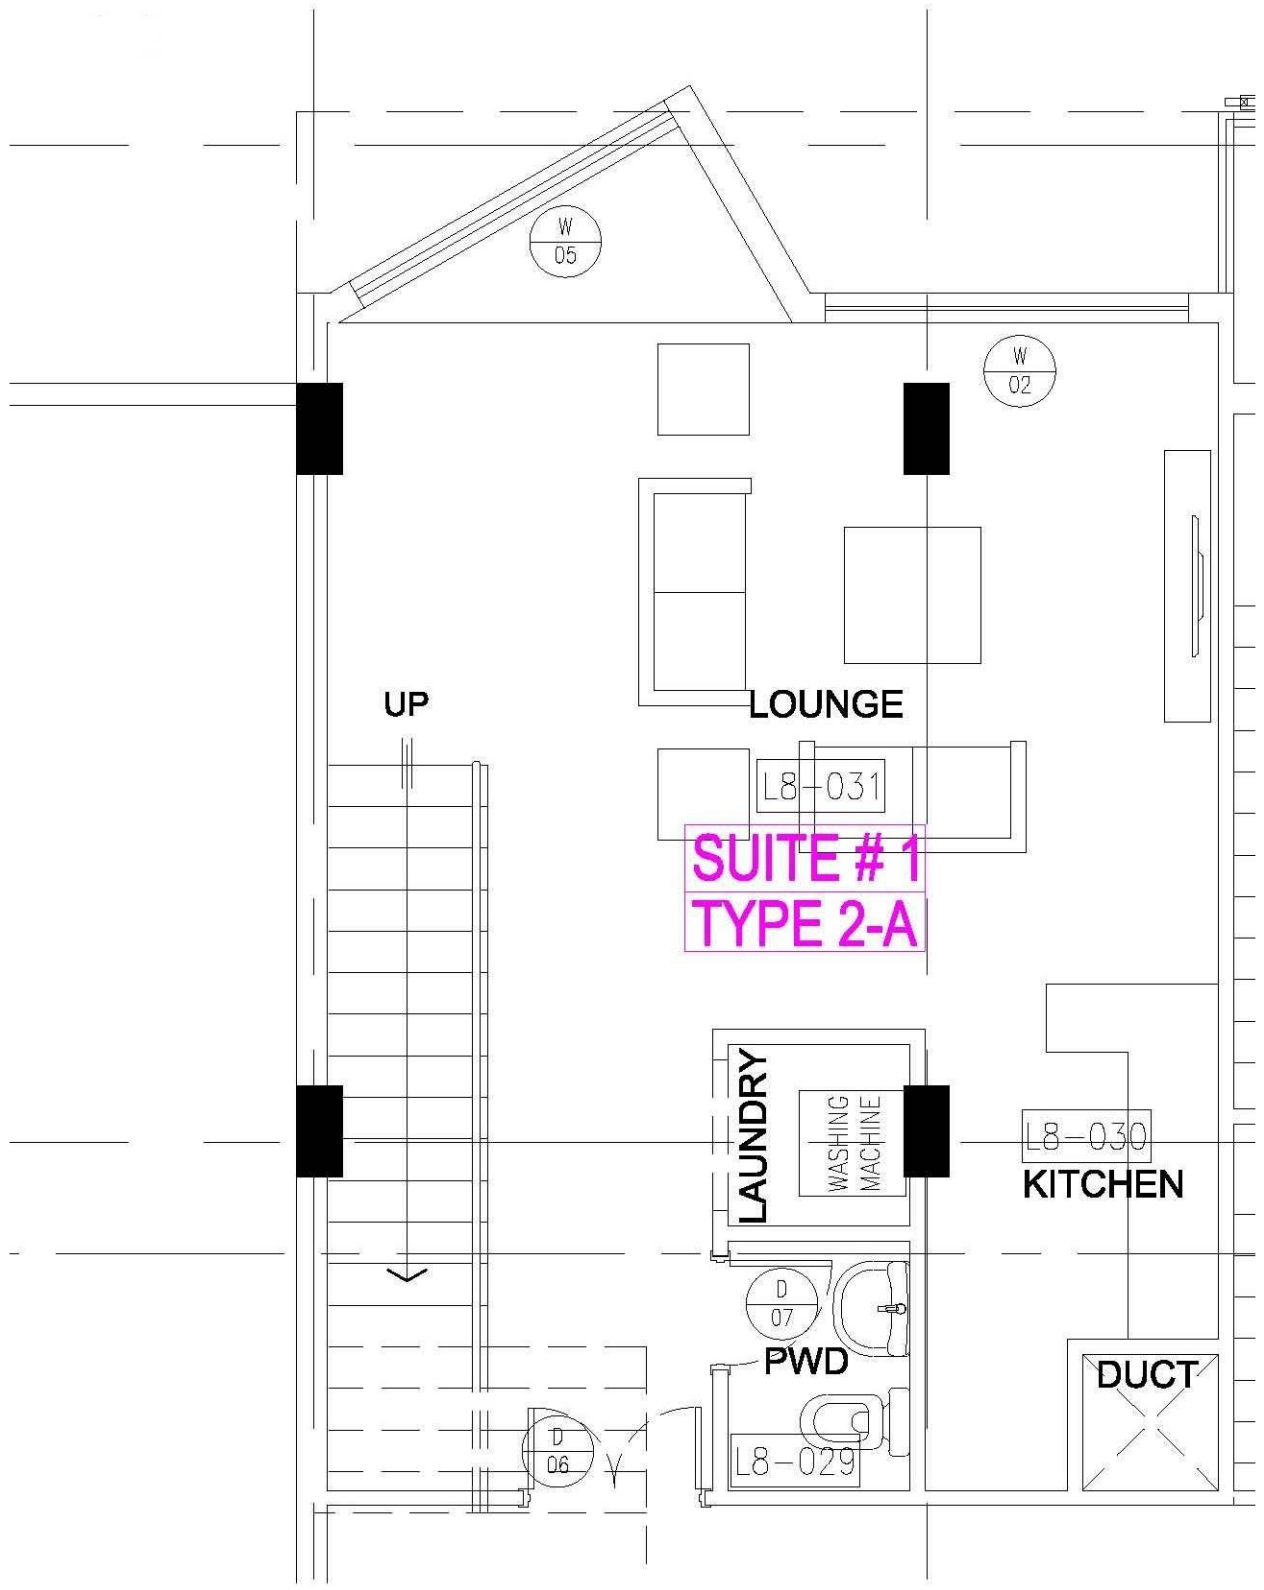 W
05
W
02
UP
LOUNGE
L8-031
SUITE # 1
TYPE 2-A
LAUNDRY
WASHING
MACHINE
L8-030
KITCHEN
D
07
PWD
DUCT
D
06
L8-029